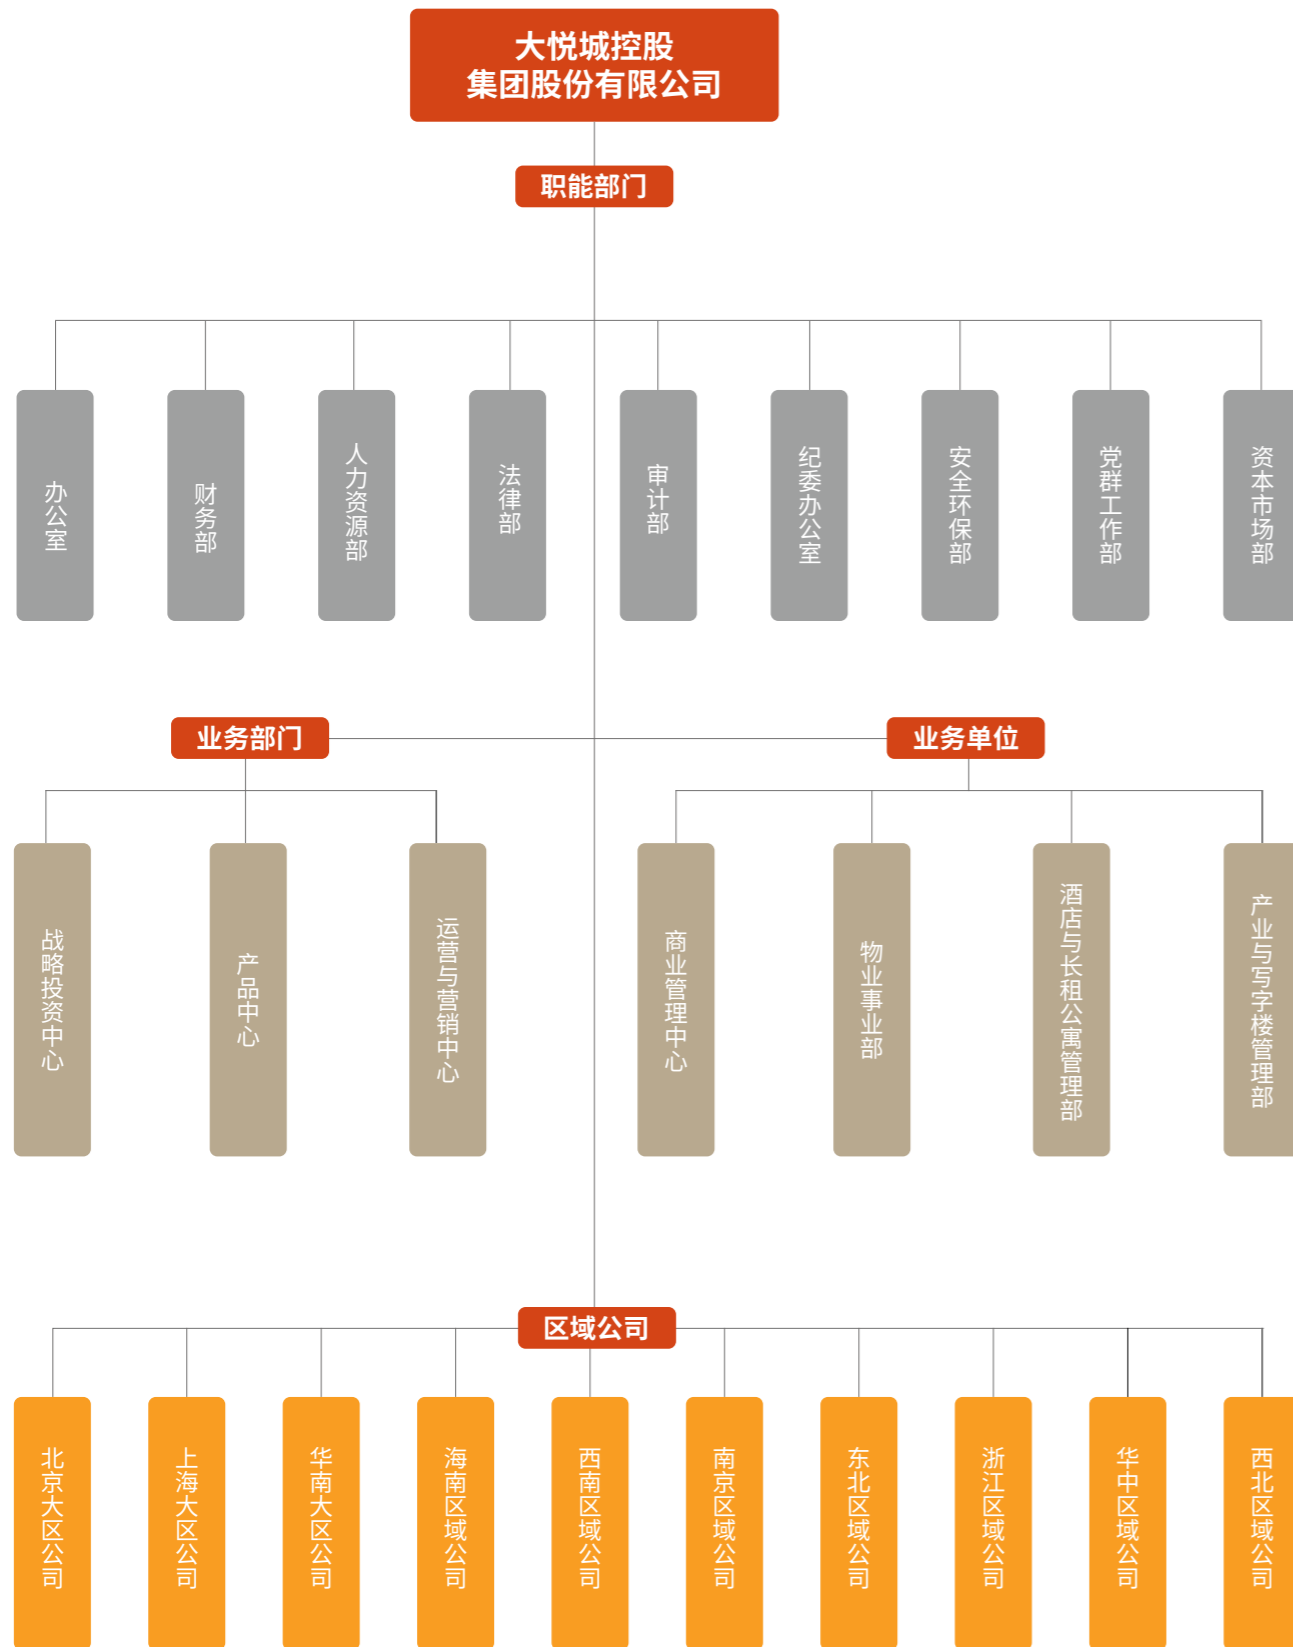 大悦城控股
集团股份有限公司
职能部门
办公室
财务部
人力资源部
法律部
审计部
纪委办公室
安全环保部
党群工作部
资本市场部
业务部门
业务单位
战略投资中心
产品中心
运营与营销中心
商业管理中心
物业事业部
酒店与长租公寓管理部
产业与写字楼管理部
区域公司
北京大区公司
上海大区公司
华南大区公司
海南区域公司
西南区域公司
南京区域公司
东北区域公司
浙江区域公司
华中区域公司
西北区域公司